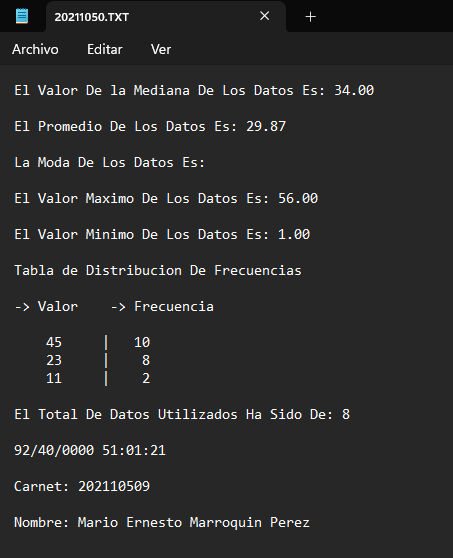 20211050.TXT
Archivo Editar Ver
El Valor De la Mediana De Los Datos Es: 34.00
El Promedio De Los Datos Es: 29.87
La Moda De Los Datos Es:
El Valor Maximo De Los Datos Es: 56.00
El Valor Minimo De Los Datos Es: 1.00
Tabla de Distribucion De Frecuencias
-> Valor    -> Frecuencia
45     |   10
23     |    8
11     |    2
El Total De Datos Utilizados Ha Sido De: 8
92/40/0000 51:01:21
Carnet: 202110509
Nombre: Mario Ernesto Marroquin Perez